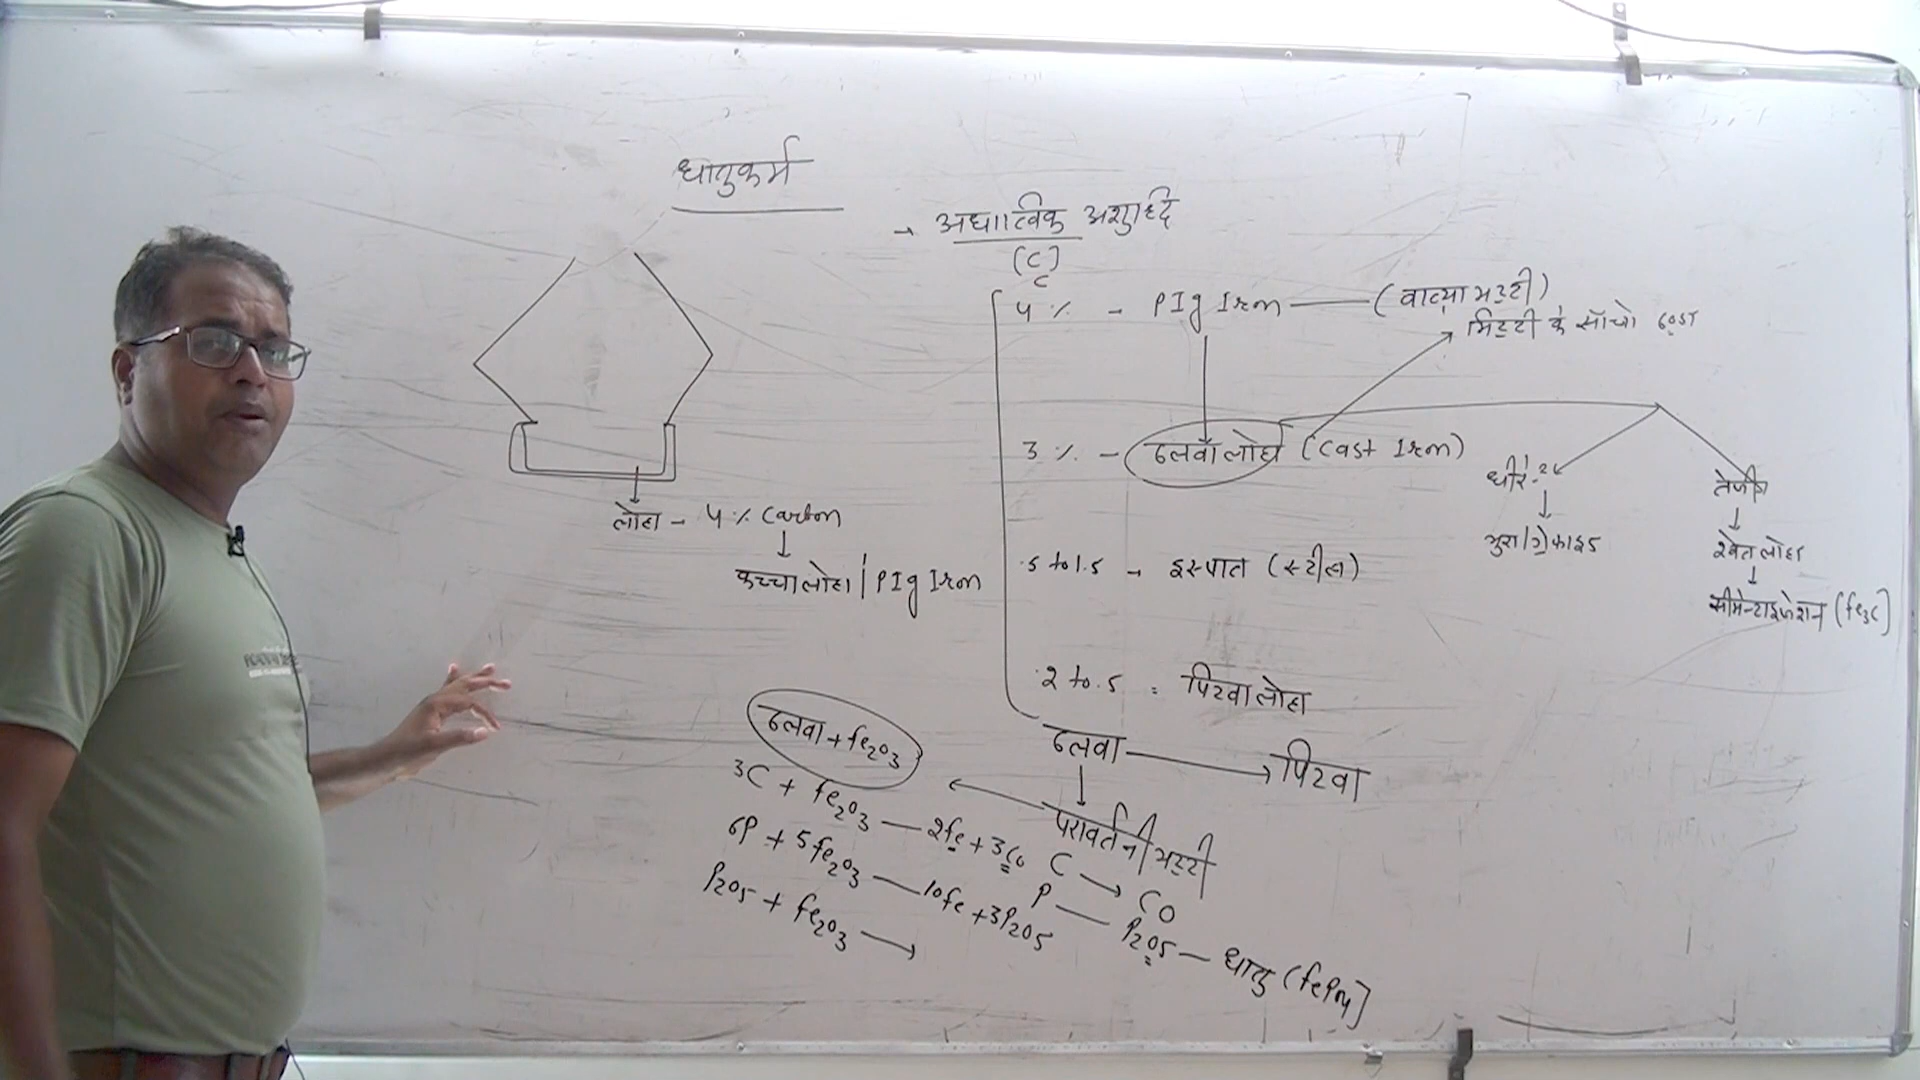 धातुकर्म
→ अधात्विक अशुद्धि
(C)
4 % - PIg Iron —— (वात्या भट्टी)
मिट्टी के साँचो
3 % - ढलवाँ लोहा (Cast Iron)
धीरे-2
तेजी
भुरा/ग्रेफाइट
श्वेत लोहा
सीमेन्टाइजेशन (Fe3C)
लोहा - 4 % Carbon
कच्चा लोहा | PIg Iron
.5 to 1.5 - इस्पात (स्टील)
.2 to .5 = पिटवा लोहा
ढलवा → पिटवा
परावर्तनी भट्टी
C → CO
P — P2O5 — धातु (FePO4)
ढलवा + Fe2O3
3C + Fe2O3 — 2Fe + 3CO
6P + 5Fe2O3 — 10Fe + 3P2O5
P2O5 + Fe2O3 →